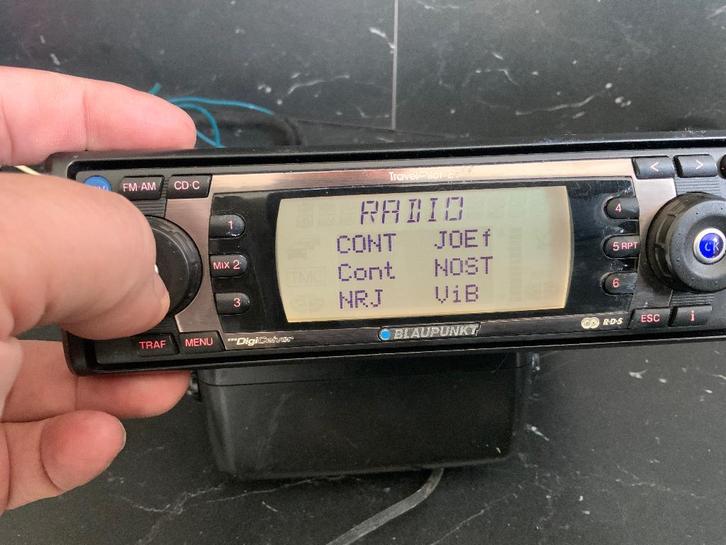 TravelPilot
FM·AM
CD·C
<
>
RADIO
1
CONT JOEf
4
MIX 2
Cont NOST
5 RPT
3
NRJ ViB
6
OK
TRAF
MENU
DigiCeiver
BLAUPUNKT
R·D·S
ESC
i